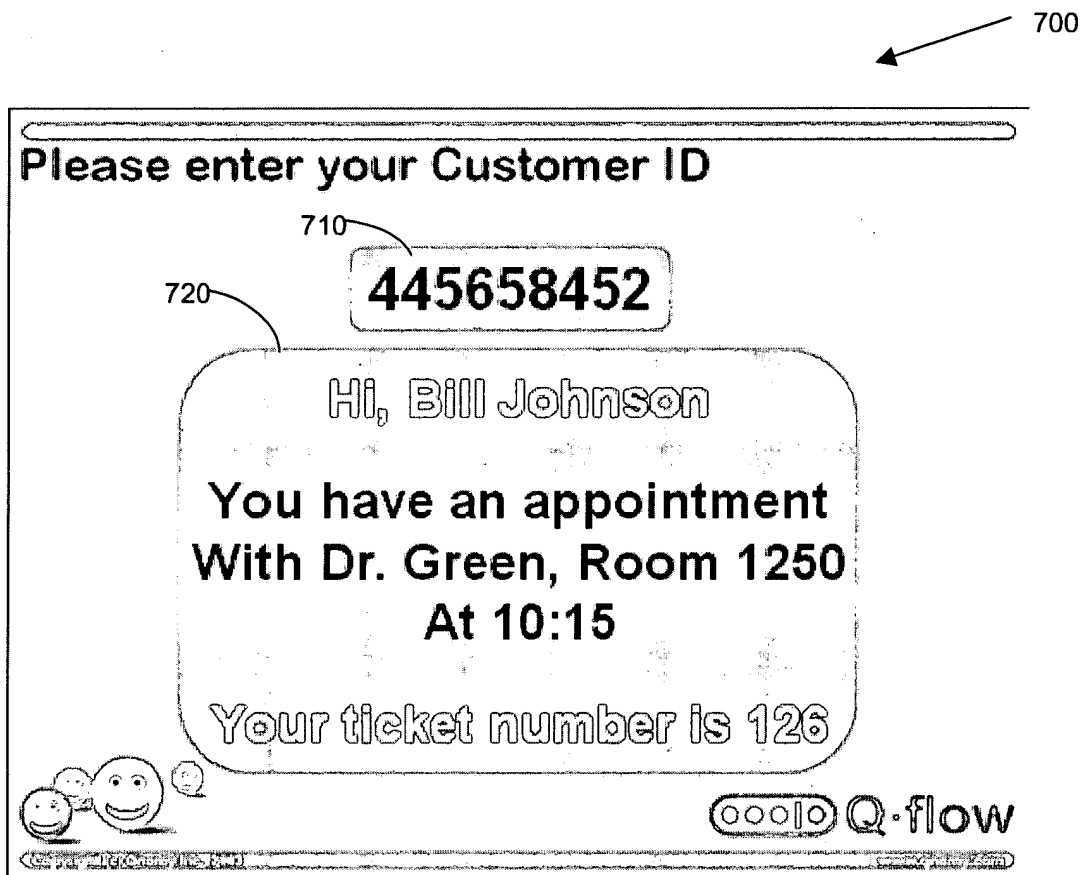 700
Please enter your Customer ID
710
445658452
720
Hi, Bill Johnson
You have an appointment
With Dr. Green, Room 1250
At 10:15
Your ticket number is 126
Q·flow